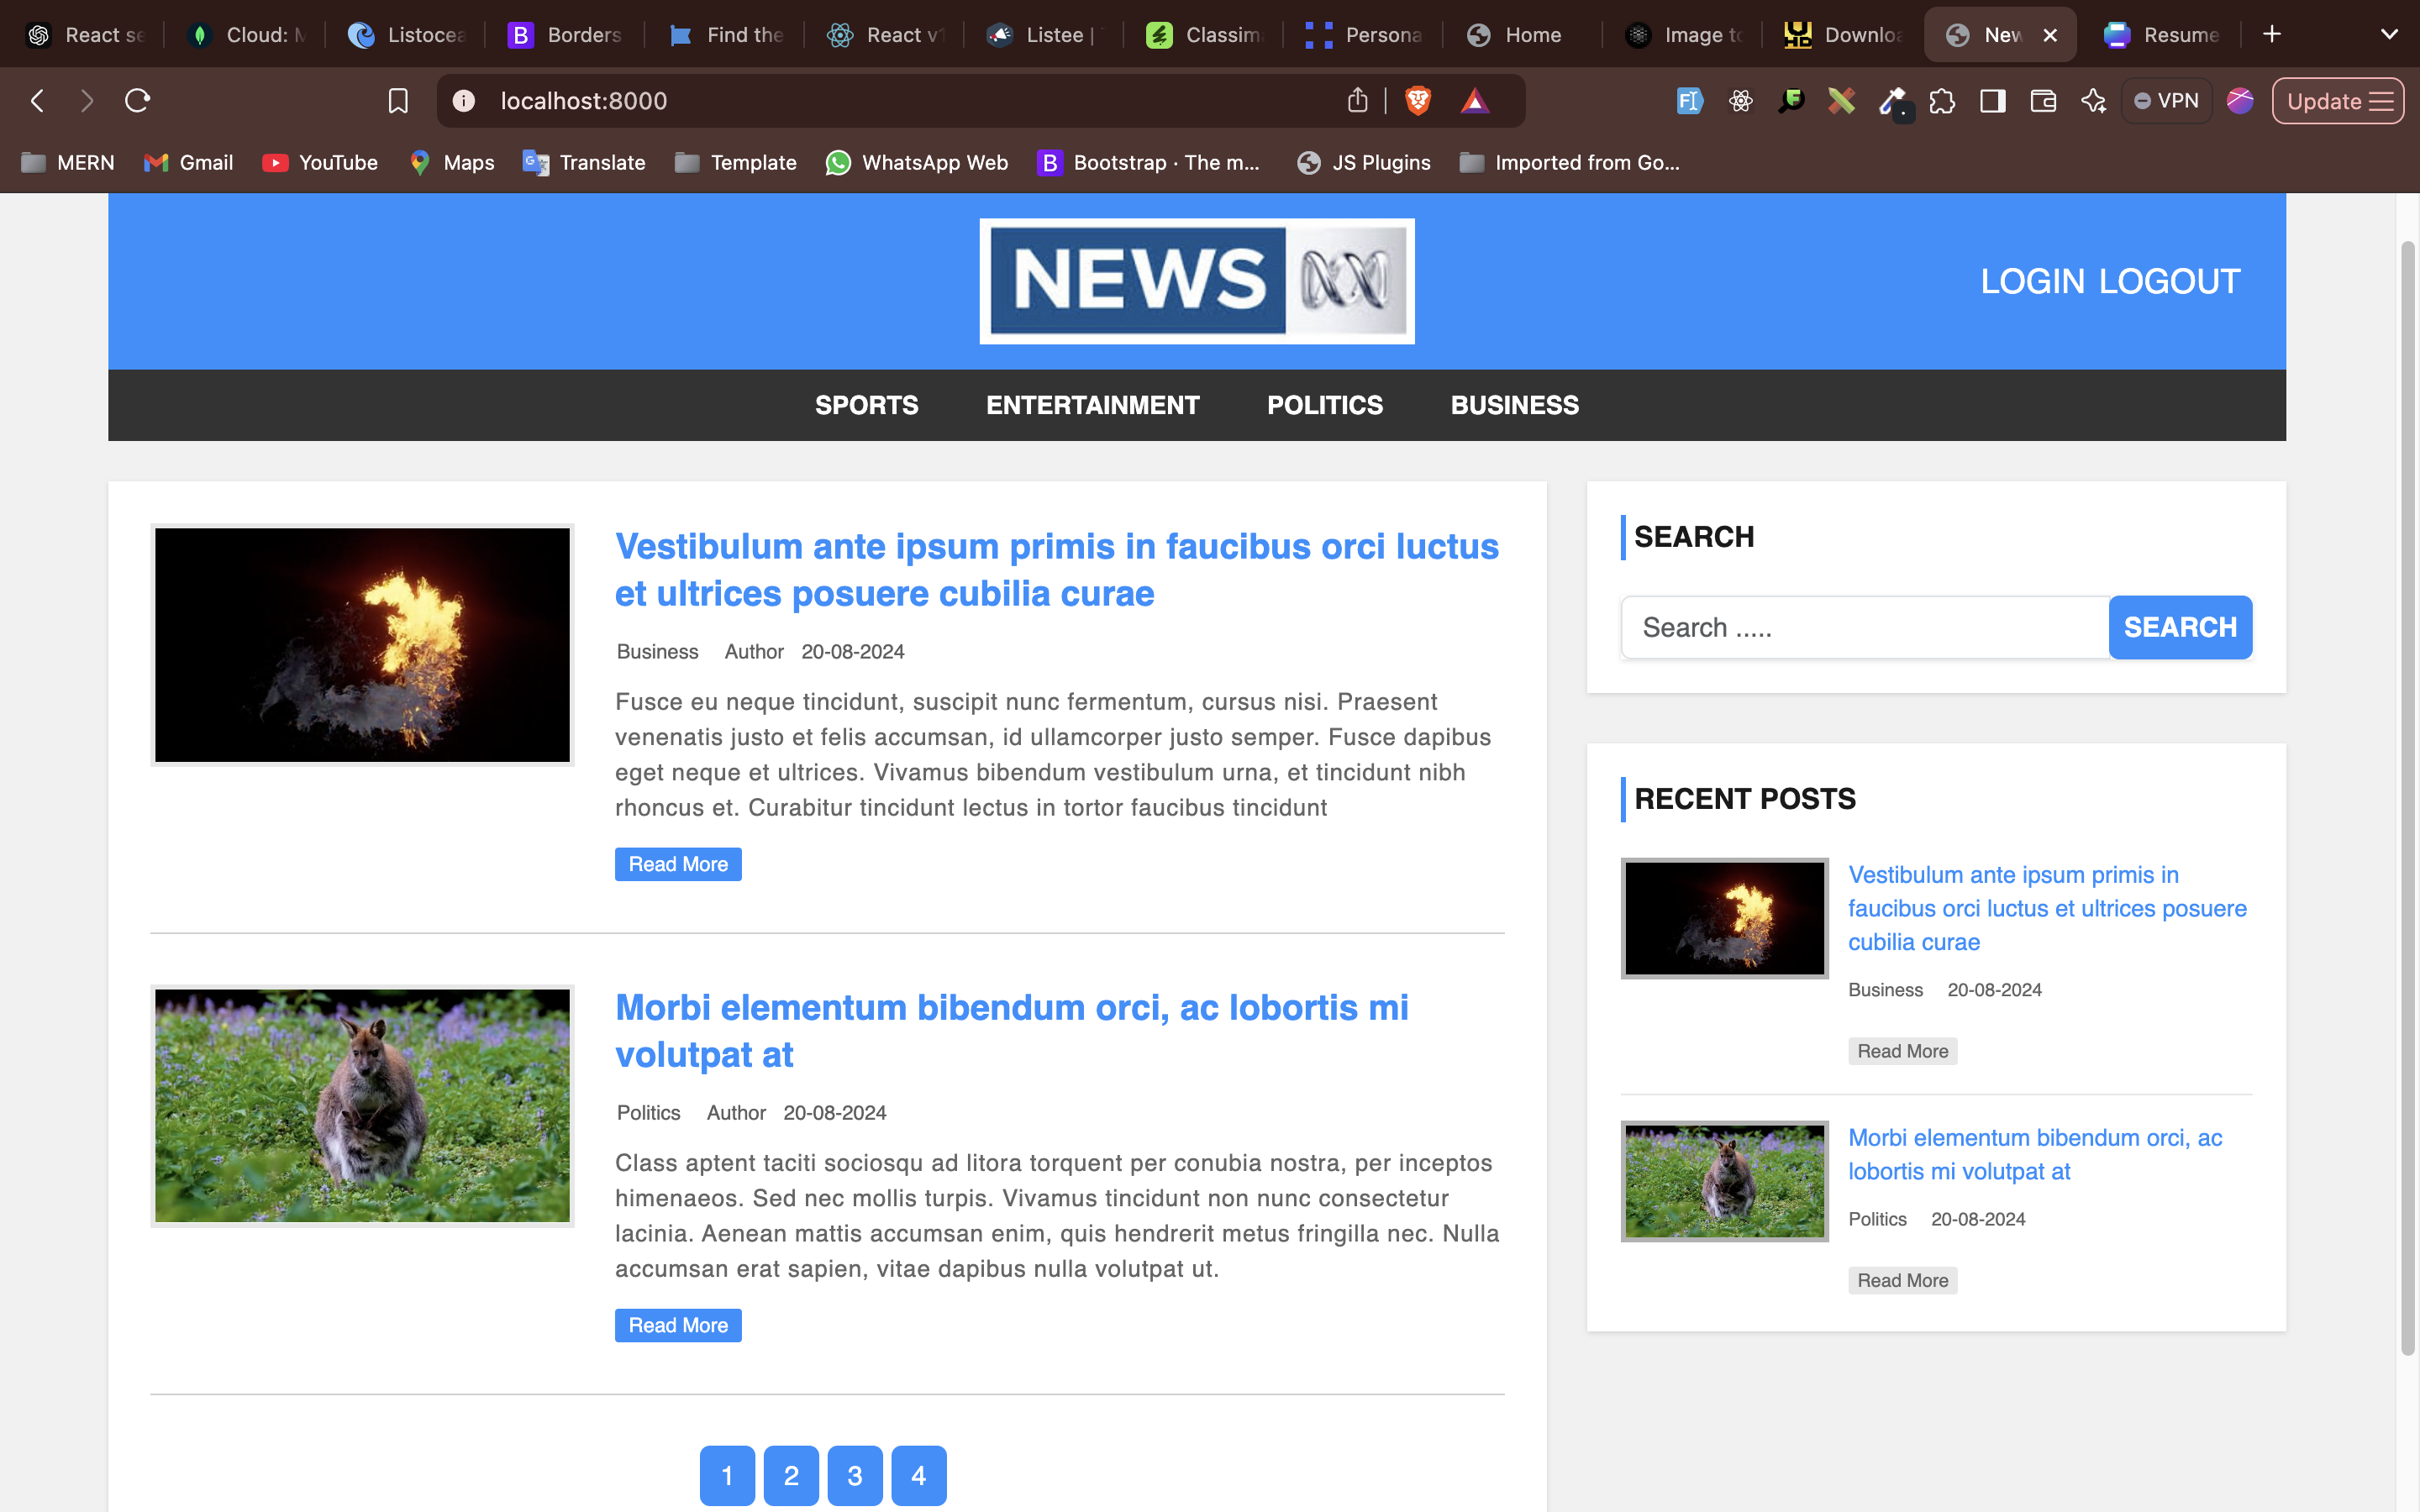 React se
Cloud: M
Listocea
Borders
Find the
React v1
Listee |
Classim
Persona
Home
Image to
Downloa
New
Resume
localhost:8000
VPN
Update
MERN
Gmail
YouTube
Maps
Translate
Template
WhatsApp Web
Bootstrap · The m...
JS Plugins
Imported from Go...
NEWS
LOGIN LOGOUT
SPORTS ENTERTAINMENT POLITICS BUSINESS
Vestibulum ante ipsum primis in faucibus orci luctus
et ultrices posuere cubilia curae
Business Author 20-08-2024
Fusce eu neque tincidunt, suscipit nunc fermentum, cursus nisi. Praesent
venenatis justo et felis accumsan, id ullamcorper justo semper. Fusce dapibus
eget neque et ultrices. Vivamus bibendum vestibulum urna, et tincidunt nibh
rhoncus et. Curabitur tincidunt lectus in tortor faucibus tincidunt
Read More
Morbi elementum bibendum orci, ac lobortis mi
volutpat at
Politics Author 20-08-2024
Class aptent taciti sociosqu ad litora torquent per conubia nostra, per inceptos
himenaeos. Sed nec mollis turpis. Vivamus tincidunt non nunc consectetur
lacinia. Aenean mattis accumsan enim, quis hendrerit metus fringilla nec. Nulla
accumsan erat sapien, vitae dapibus nulla volutpat ut.
Read More
1 2 3 4
SEARCH
Search .....
SEARCH
RECENT POSTS
Vestibulum ante ipsum primis in
faucibus orci luctus et ultrices posuere
cubilia curae
Business 20-08-2024
Read More
Morbi elementum bibendum orci, ac
lobortis mi volutpat at
Politics 20-08-2024
Read More